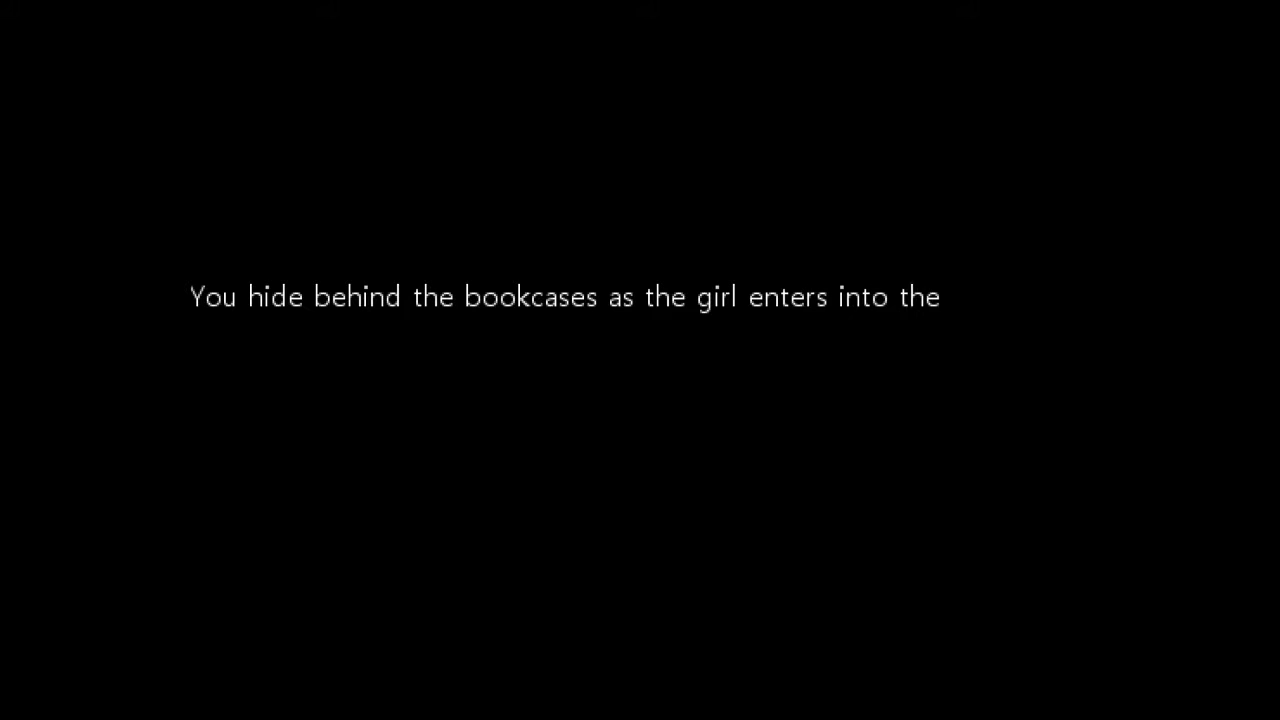 You hide behind the bookcases as the girl enters into the